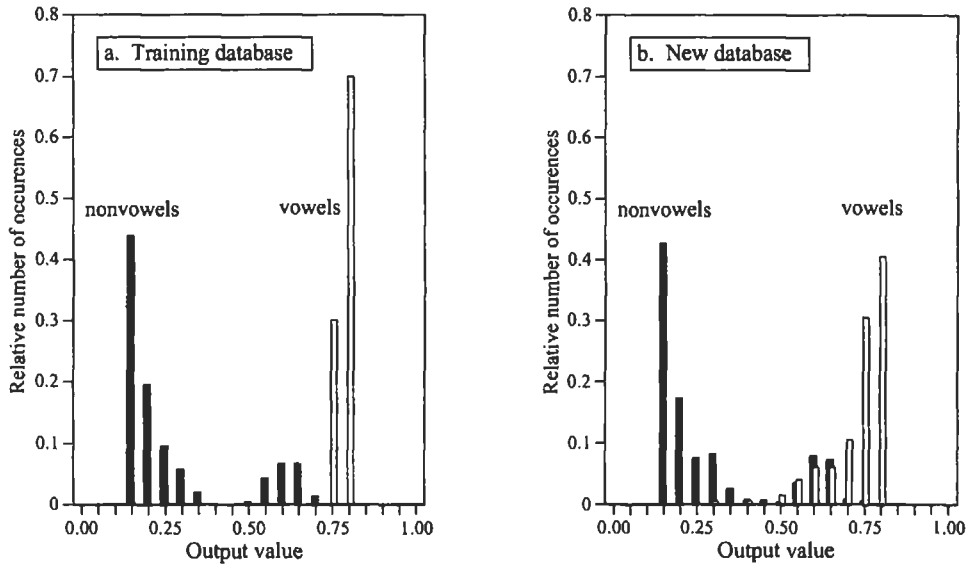 a. Training database
Relative number of occurences
0.8
0.7
0.6
0.5
0.4
0.3
0.2
0.1
0
nonvowels
vowels
0.00
0.25
0.50
0.75
1.00
Output value
b. New database
Relative number of occurences
0.8
0.7
0.6
0.5
0.4
0.3
0.2
0.1
0
nonvowels
vowels
0.00
0.25
0.50
0.75
1.00
Output value